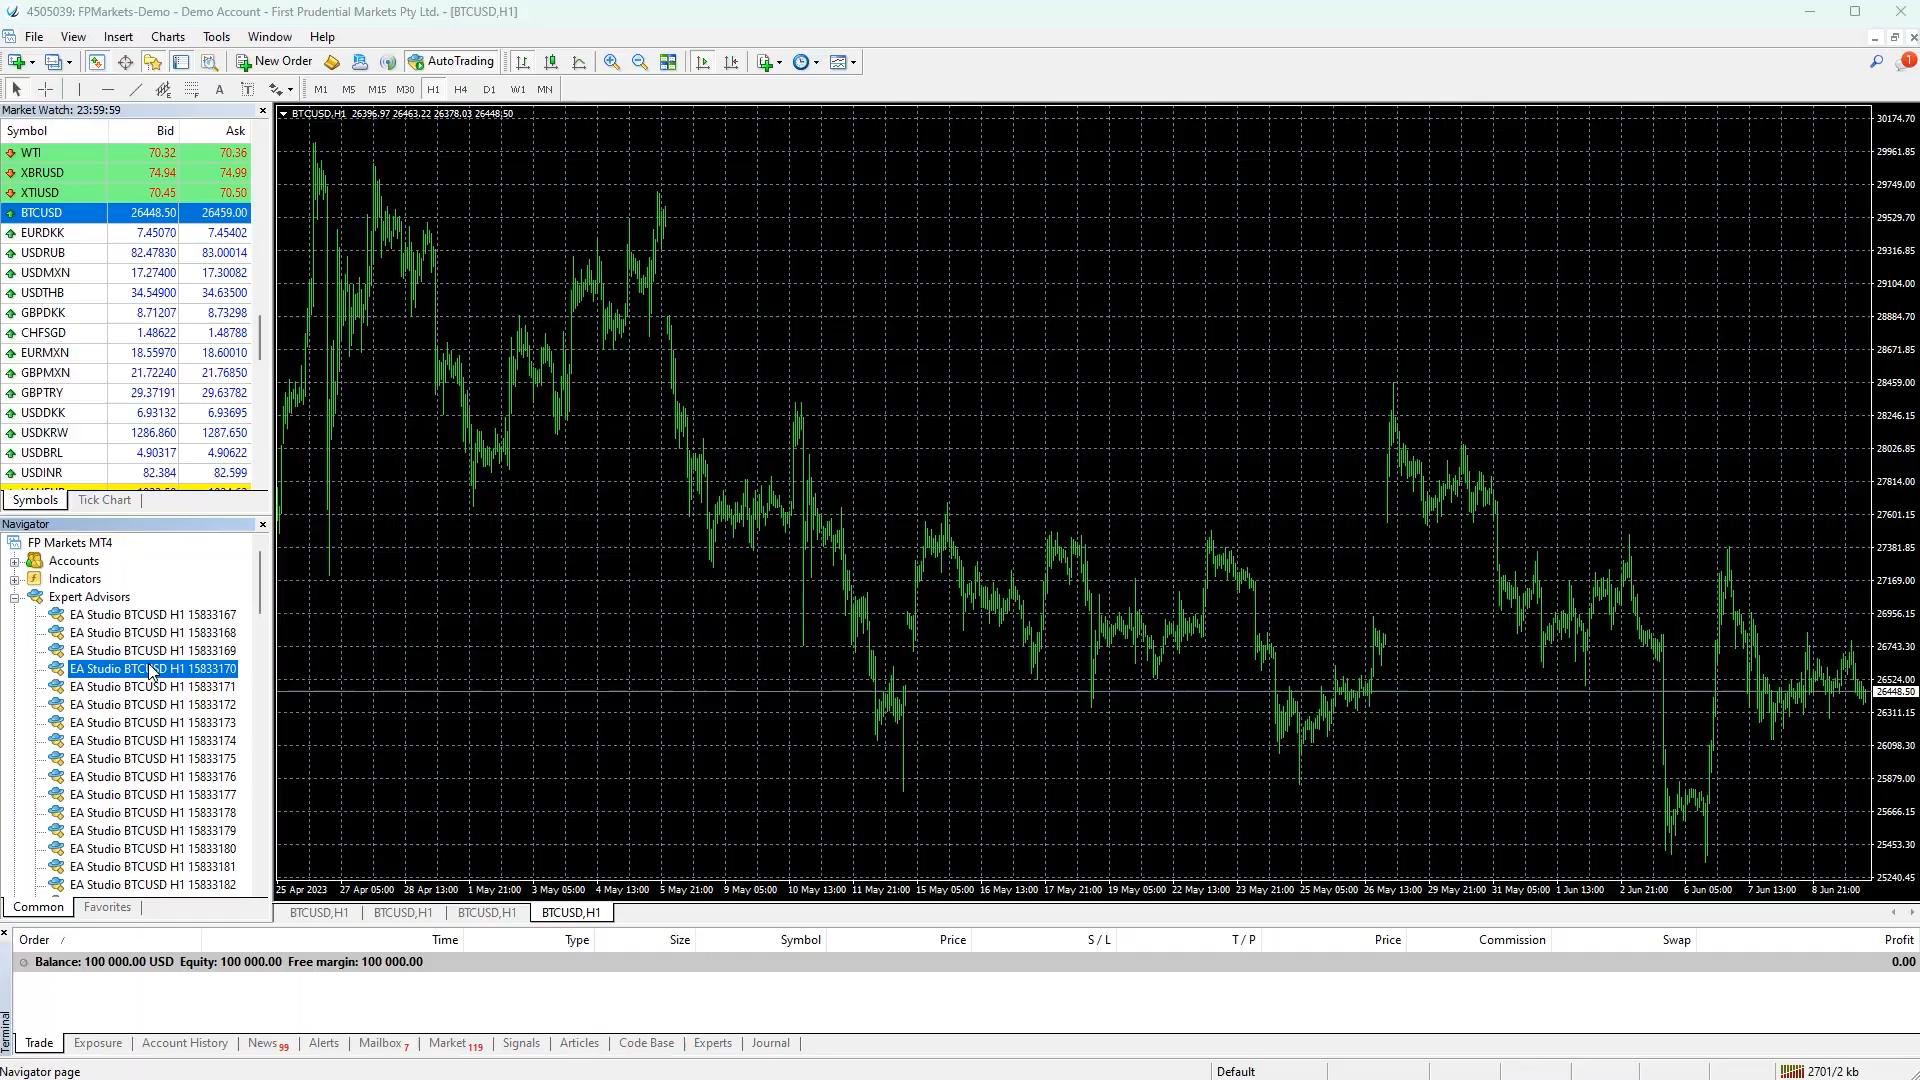 4505039: FPMarkets-Demo - Demo Account - First Prudential Markets Pty Ltd. - [BTCUSD,H1]
File View Insert Charts Tools Window Help
New Order AutoTrading
1
A T M1 M5 M15 M30 H1 H4 D1 W1 MN
Market Watch: 23:59:59
Symbol Bid Ask
WTI 70.32 70.36
XBRUSD 74.94 74.99
XTIUSD 70.45 70.50
BTCUSD 26448.50 26459.00
EURDKK 7.45070 7.45402
USDRUB 82.47830 83.00014
USDMXN 17.27400 17.30082
USDTHB 34.54900 34.63500
GBPDKK 8.71207 8.73298
CHFSGD 1.48622 1.48788
EURMXN 18.55970 18.60010
GBPMXN 21.72240 21.76850
GBPTRY 29.37191 29.63782
USDDKK 6.93132 6.93695
USDKRW 1286.860 1287.650
USDBRL 4.90317 4.90622
USDINR 82.384 82.599
Symbols Tick Chart
Navigator
FP Markets MT4
Accounts
Indicators
Expert Advisors
EA Studio BTCUSD H1 15833167
EA Studio BTCUSD H1 15833168
EA Studio BTCUSD H1 15833169
EA Studio BTCUSD H1 15833170
EA Studio BTCUSD H1 15833171
EA Studio BTCUSD H1 15833172
EA Studio BTCUSD H1 15833173
EA Studio BTCUSD H1 15833174
EA Studio BTCUSD H1 15833175
EA Studio BTCUSD H1 15833176
EA Studio BTCUSD H1 15833177
EA Studio BTCUSD H1 15833178
EA Studio BTCUSD H1 15833179
EA Studio BTCUSD H1 15833180
EA Studio BTCUSD H1 15833181
EA Studio BTCUSD H1 15833182
Common Favorites
BTCUSD,H1 26396.97 26463.22 26378.03 26448.50
30174.70
29961.85
29749.00
29529.70
29316.85
29104.00
28884.70
28671.85
28459.00
28246.15
28026.85
27814.00
27601.15
27381.85
27169.00
26956.15
26743.30
26524.00
26448.50
26311.15
26098.30
25879.00
25666.15
25453.30
25240.45
25 Apr 2023 27 Apr 05:00 28 Apr 13:00 1 May 21:00 3 May 05:00 4 May 13:00 5 May 21:00 9 May 05:00 10 May 13:00 11 May 21:00 15 May 05:00 16 May 13:00 17 May 21:00 19 May 05:00 22 May 13:00 23 May 21:00 25 May 05:00 26 May 13:00 29 May 21:00 31 May 05:00 1 Jun 13:00 2 Jun 21:00 6 Jun 05:00 7 Jun 13:00 8 Jun 21:00
BTCUSD,H1 BTCUSD,H1 BTCUSD,H1 BTCUSD,H1
Order / Time Type Size Symbol Price S / L T / P Price Commission Swap Profit
Balance: 100 000.00 USD Equity: 100 000.00 Free margin: 100 000.00 0.00
Terminal
Trade Exposure Account History News 99 Alerts Mailbox 7 Market 119 Signals Articles Code Base Experts Journal
Navigator page Default 2701/2 kb